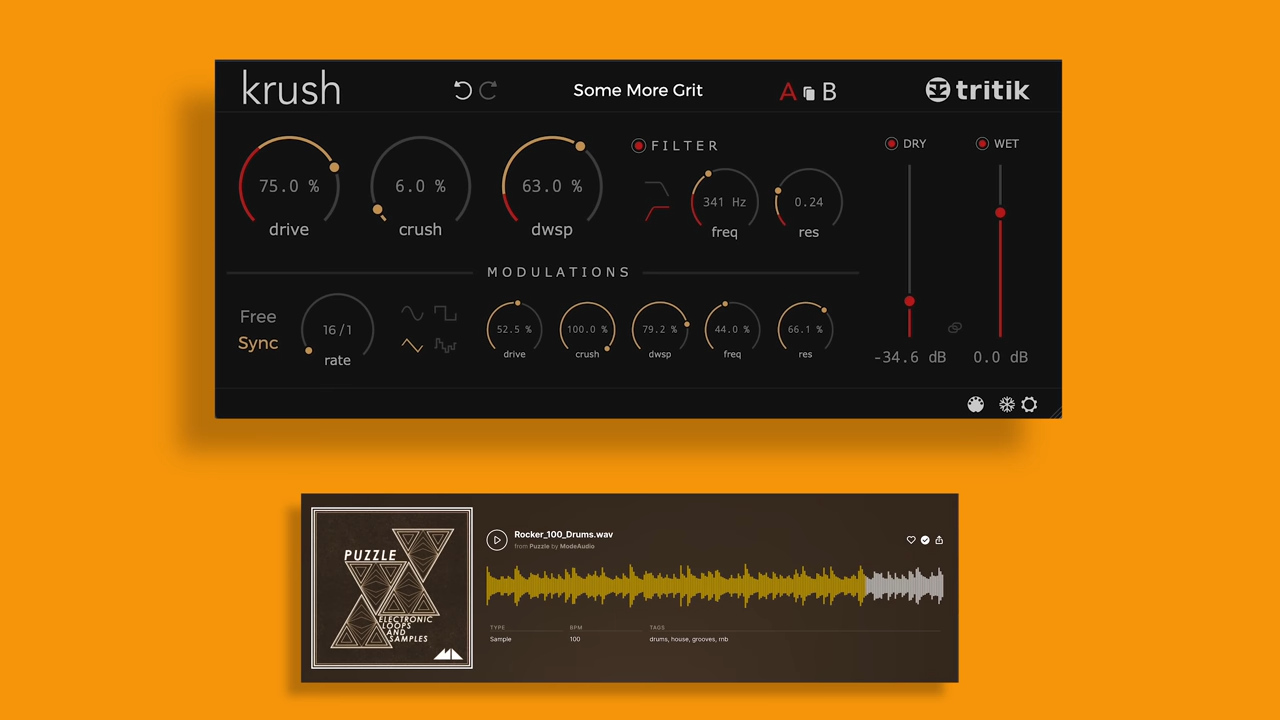 krush
Some More Grit
A B
tritik
75.0 %
drive
6.0 %
crush
63.0 %
dwsp
FILTER
341 Hz
freq
0.24
res
DRY
WET
MODULATIONS
Free
Sync
16/1
rate
52.5 %
drive
100.0 %
crush
79.2 %
dwsp
44.0 %
freq
66.1 %
res
-34.6 dB
0.0 dB
PUZZLE
ELECTRONIC
LOOPS
AND
SAMPLES
Rocker_100_Drums.wav
from Puzzle by ModeAudio
TYPE
Sample
BPM
100
TAGS
drums, house, grooves, rnb